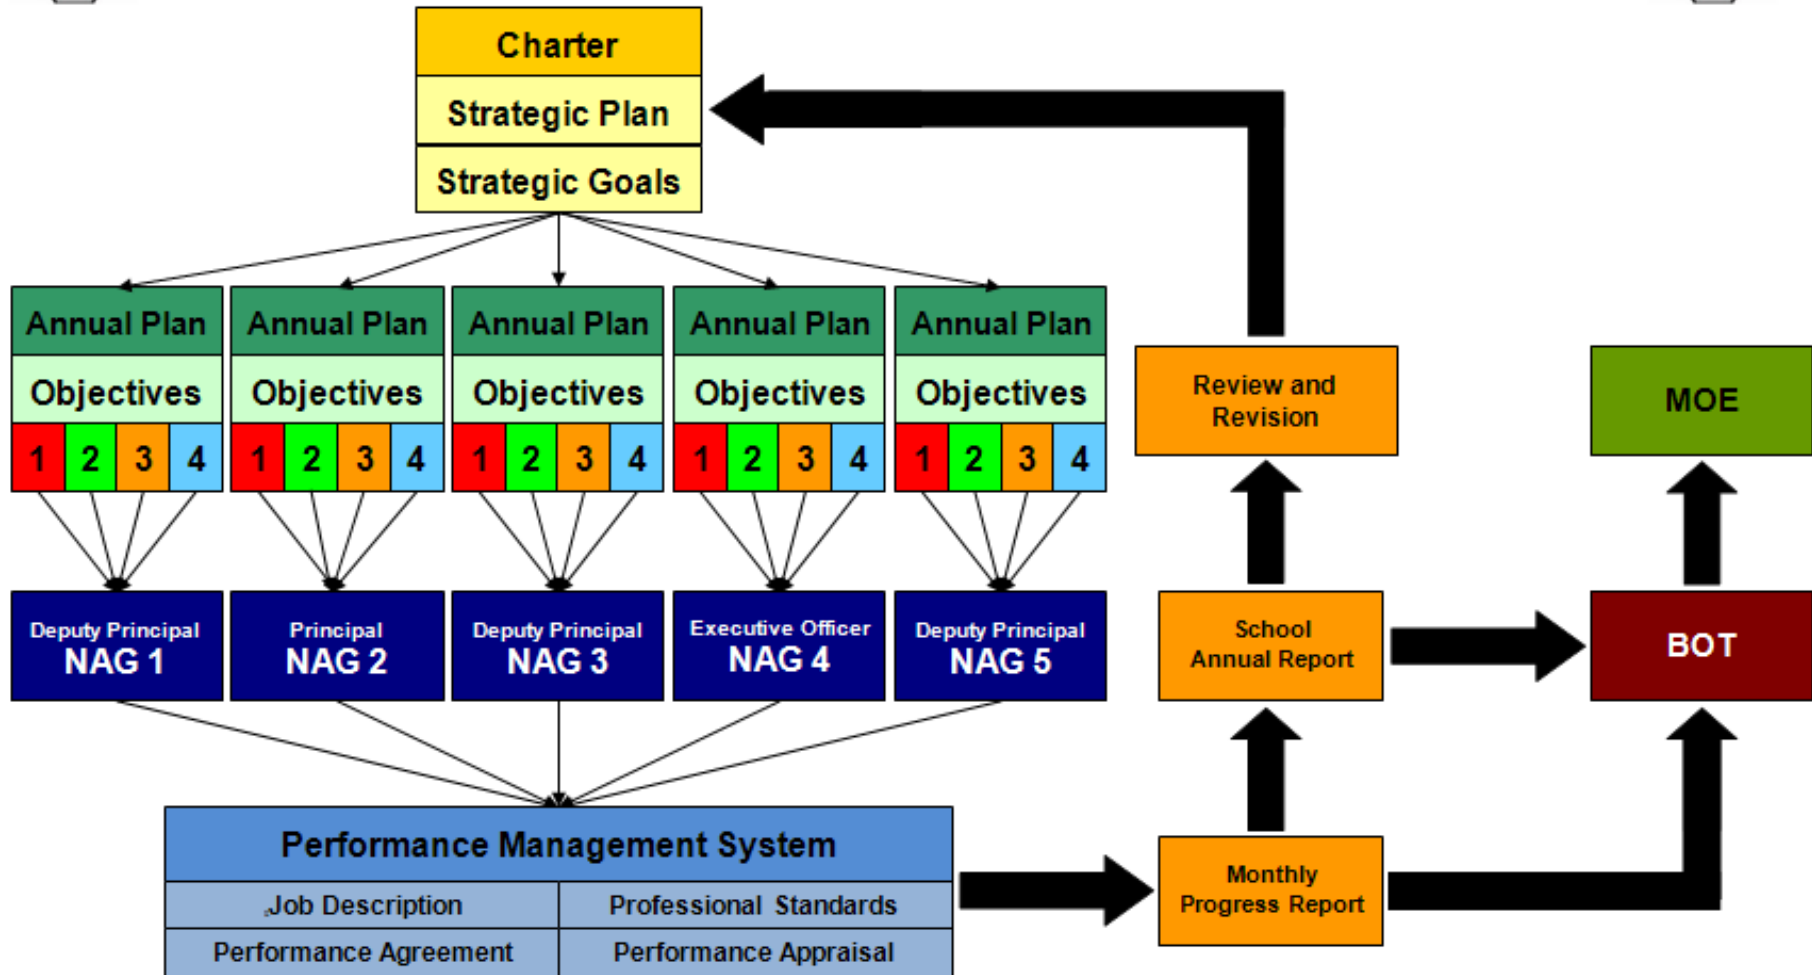 Charter
Strategic Plan
Strategic Goals
Annual Plan Annual Plan Annual Plan Annual Plan Annual Plan
Objectives Objectives Objectives Objectives Objectives
1 2 3 4 1 2 3 4 1 2 3 4 1 2 3 4 1 2 3 4
Review and
Revision
MOE
Deputy Principal
NAG 1
Principal
NAG 2
Deputy Principal
NAG 3
Executive Officer
NAG 4
Deputy Principal
NAG 5
School
Annual Report
BOT
Performance Management System
Job Description Professional Standards
Performance Agreement Performance Appraisal
Monthly
Progress Report